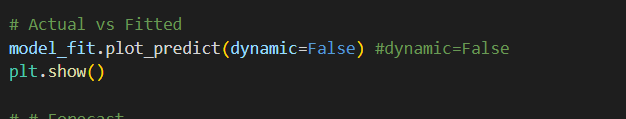 # Actual vs Fitted
model_fit.plot_predict(dynamic=False) #dynamic=False
plt.show()
# # Forecast